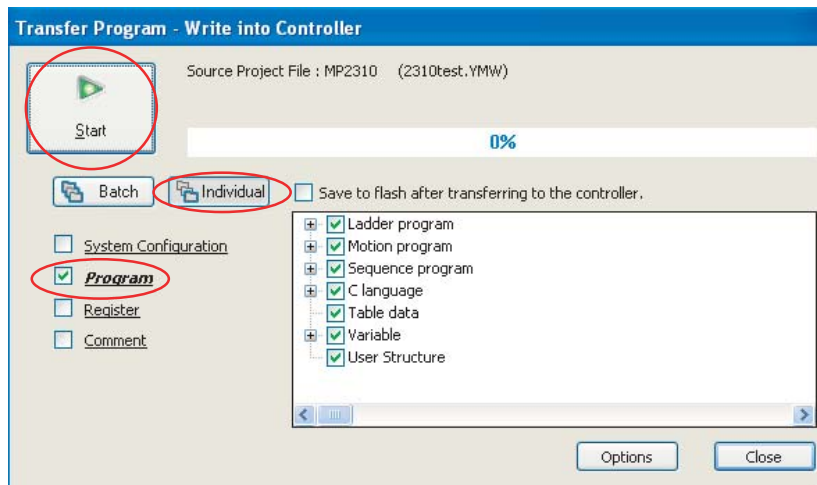 Transfer Program - Write into Controller
Source Project File : MP2310 (2310test.YMW)
Start
0%
Batch
Individual
Save to flash after transferring to the controller.
System Configuration
Program
Register
Comment
Ladder program
Motion program
Sequence program
C language
Table data
Variable
User Structure
Options
Close